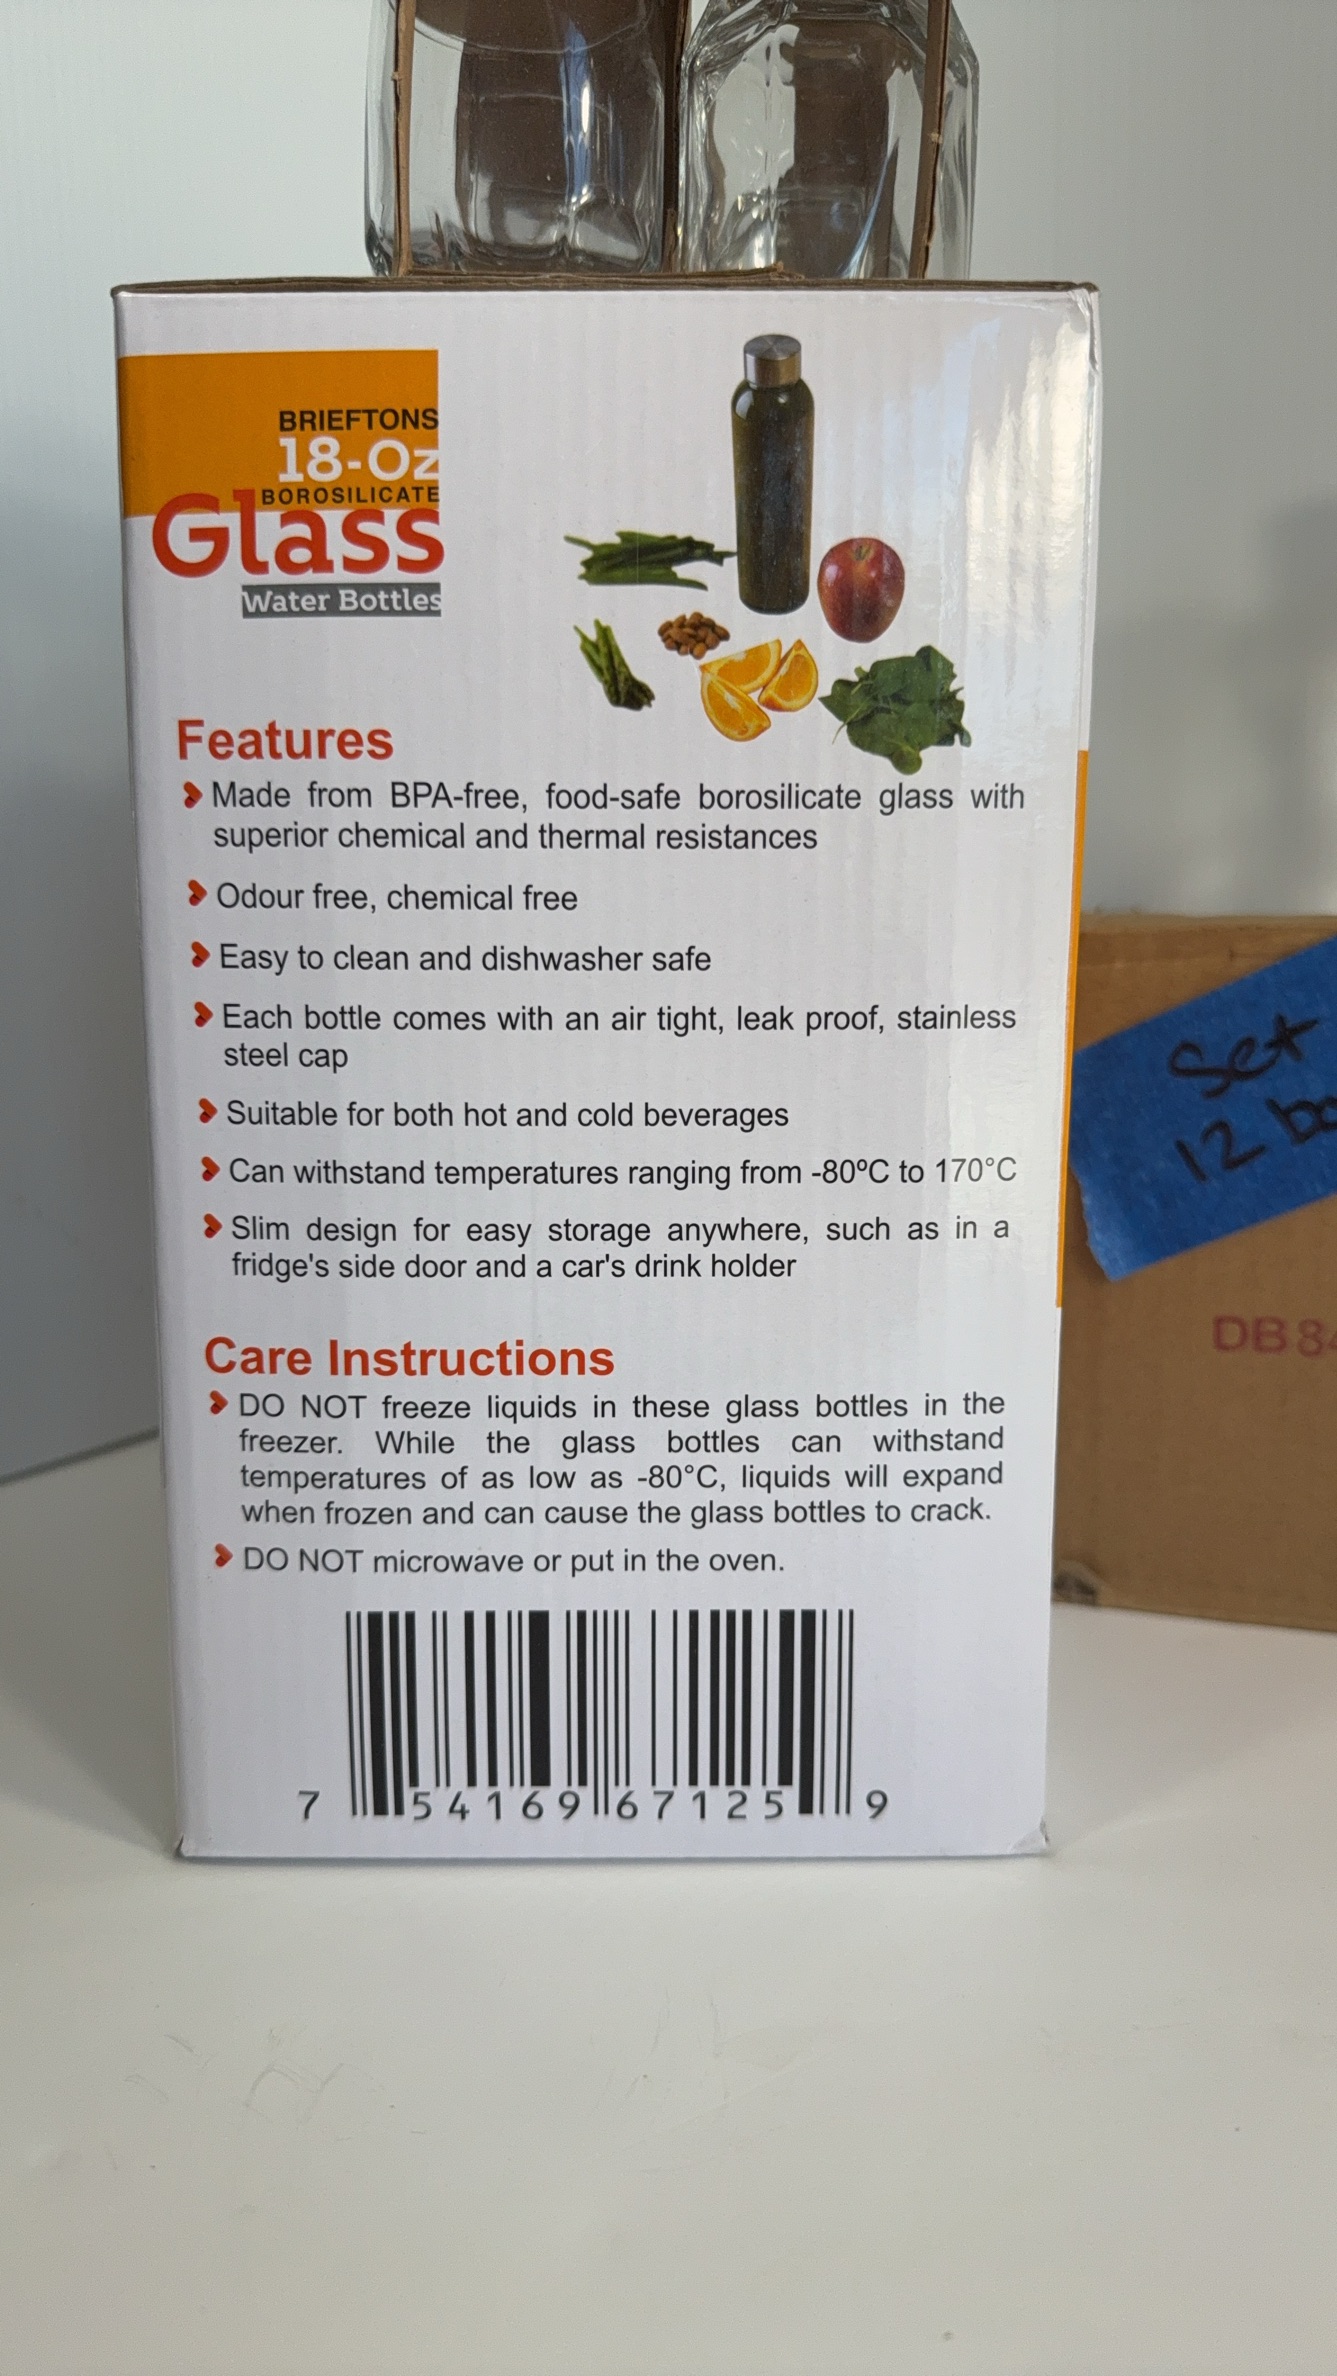 BRIEFTONS
18-Oz
BOROSILICATE
Glass
Water Bottles
Features
Made from BPA-free, food-safe borosilicate glass with
superior chemical and thermal resistances
Odour free, chemical free
Easy to clean and dishwasher safe
Each bottle comes with an air tight, leak proof, stainless
steel cap
Suitable for both hot and cold beverages
Can withstand temperatures ranging from -80ºC to 170°C
Slim design for easy storage anywhere, such as in a
fridge's side door and a car's drink holder
Care Instructions
DO NOT freeze liquids in these glass bottles in the
freezer. While the glass bottles can withstand
temperatures of as low as -80°C, liquids will expand
when frozen and can cause the glass bottles to crack.
DO NOT microwave or put in the oven.
7 54169 67125 9
Set
12
DB 8